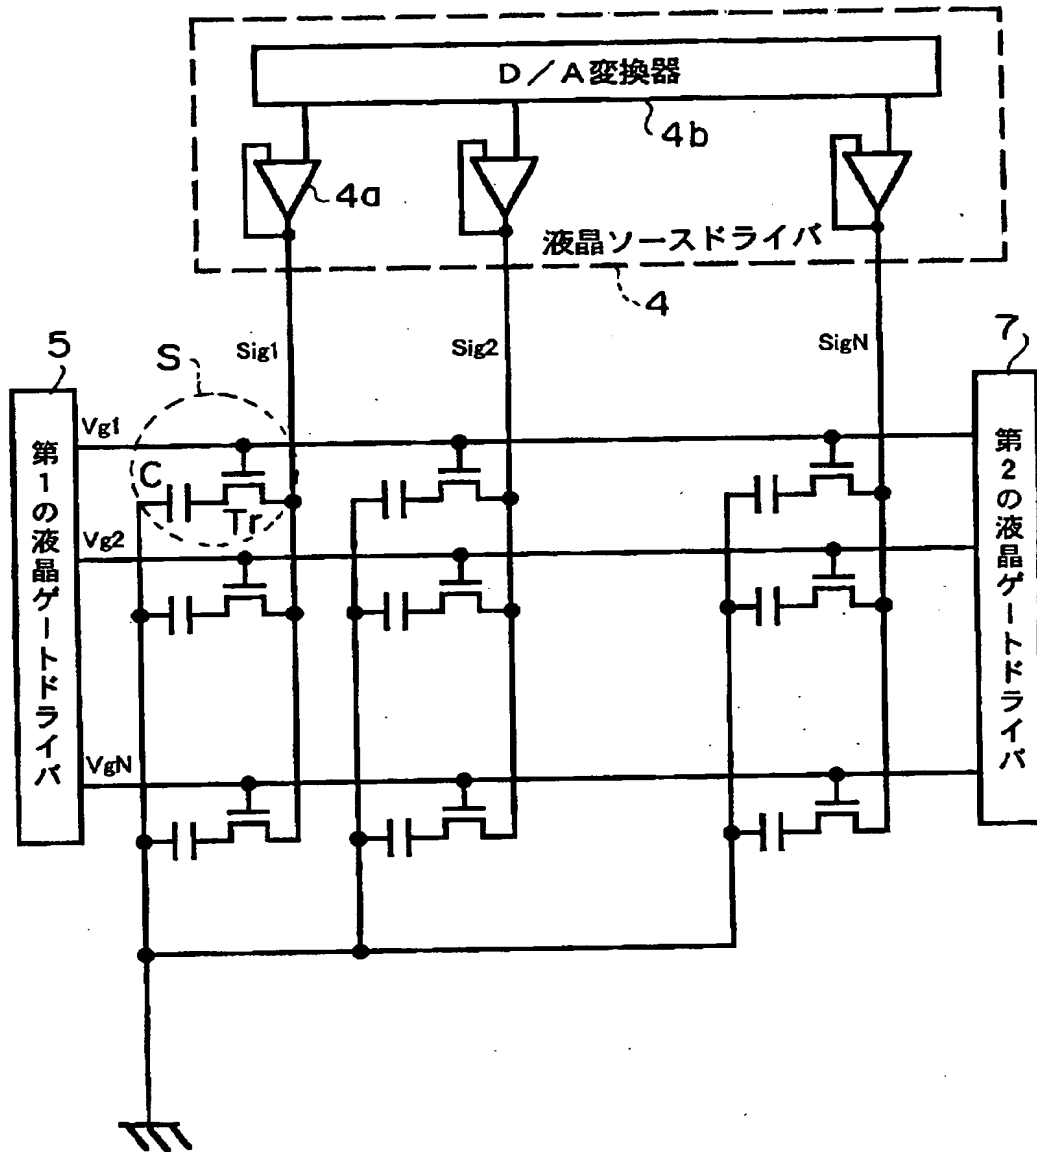 D/A変換器
4b
4a
液晶ソースドライバ
4
5
S
Sig1
Sig2
SigN
7
Vg1
C
Tr
Vg2
VgN
第1の液晶ゲートドライバ
第2の液晶ゲートドライバ